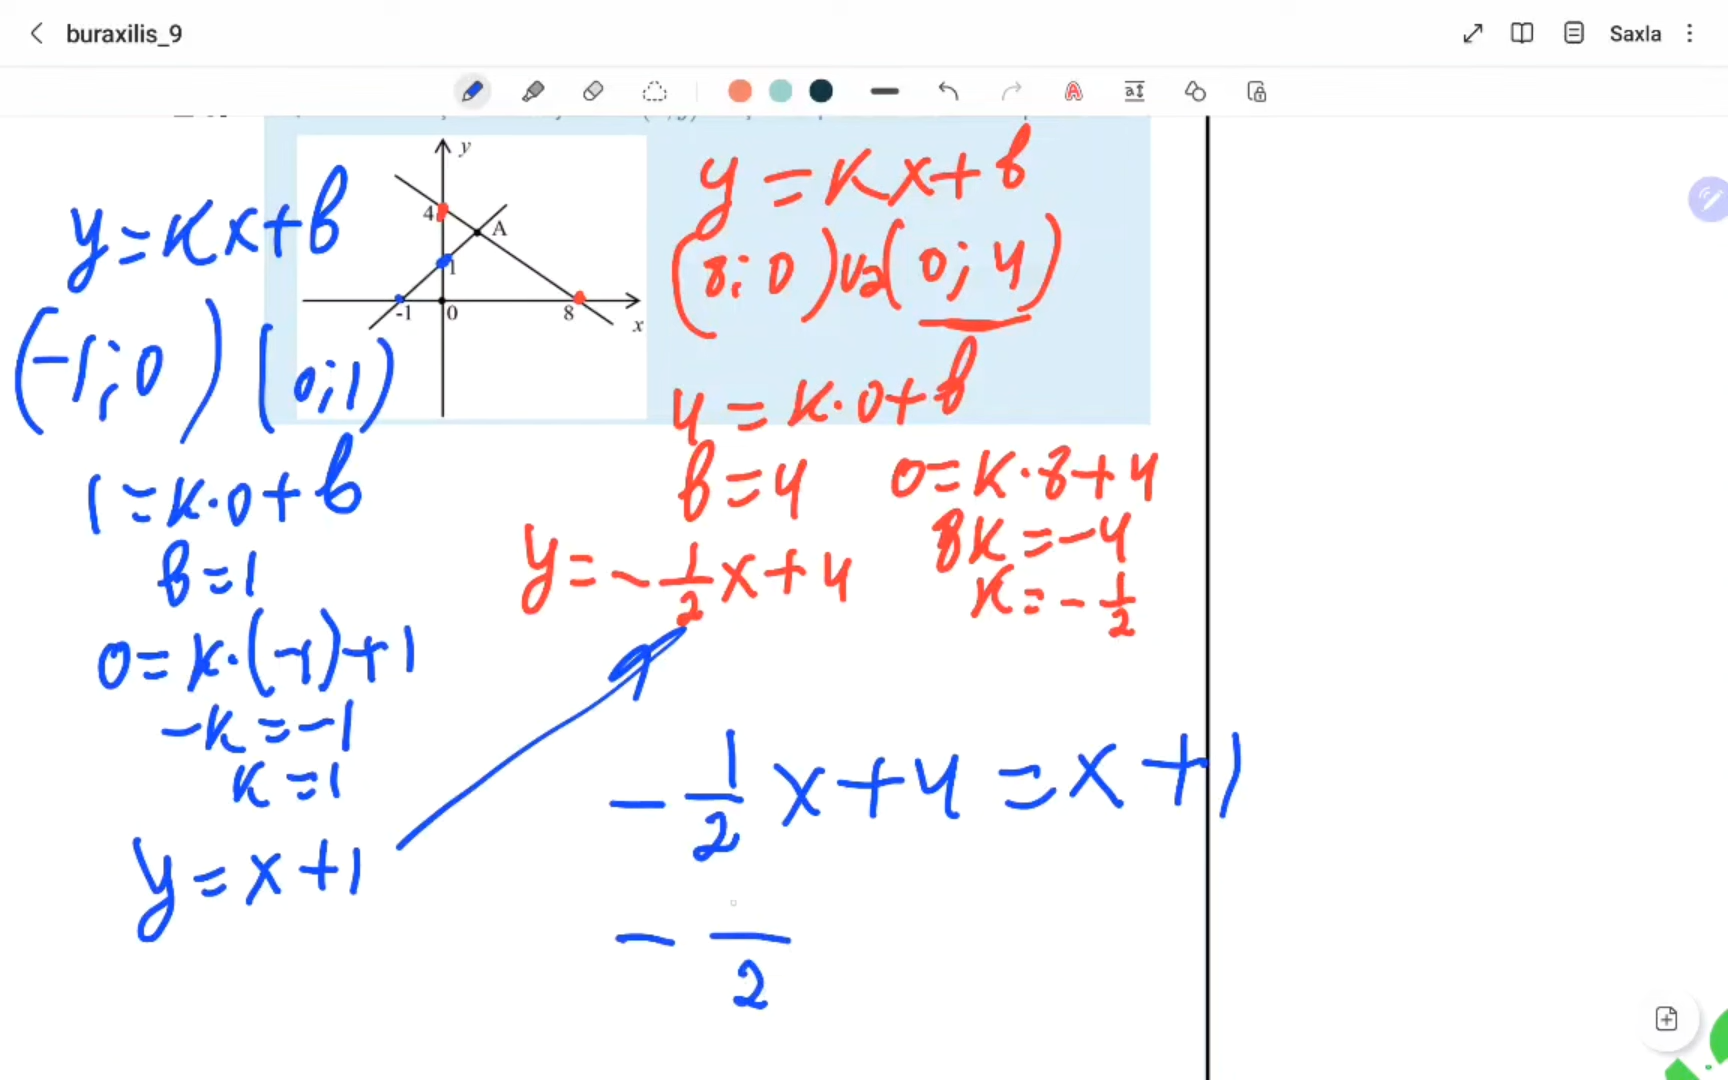 buraxilis_9
Saxla
y
4
A
1
-1
0
8
x
y = kx + b
(-1; 0) (0; 1)
1 = k · 0 + b
b = 1
0 = k · (-1) + 1
-k = -1
k = 1
y = x + 1
y = kx + b
(8; 0) və (0; 4)
4 = k · 0 + b
b = 4
0 = k · 8 + 4
8k = -4
k = - 1/2
y = - 1/2 x + 4
- 1/2 x + 4 = x + 1
- /2